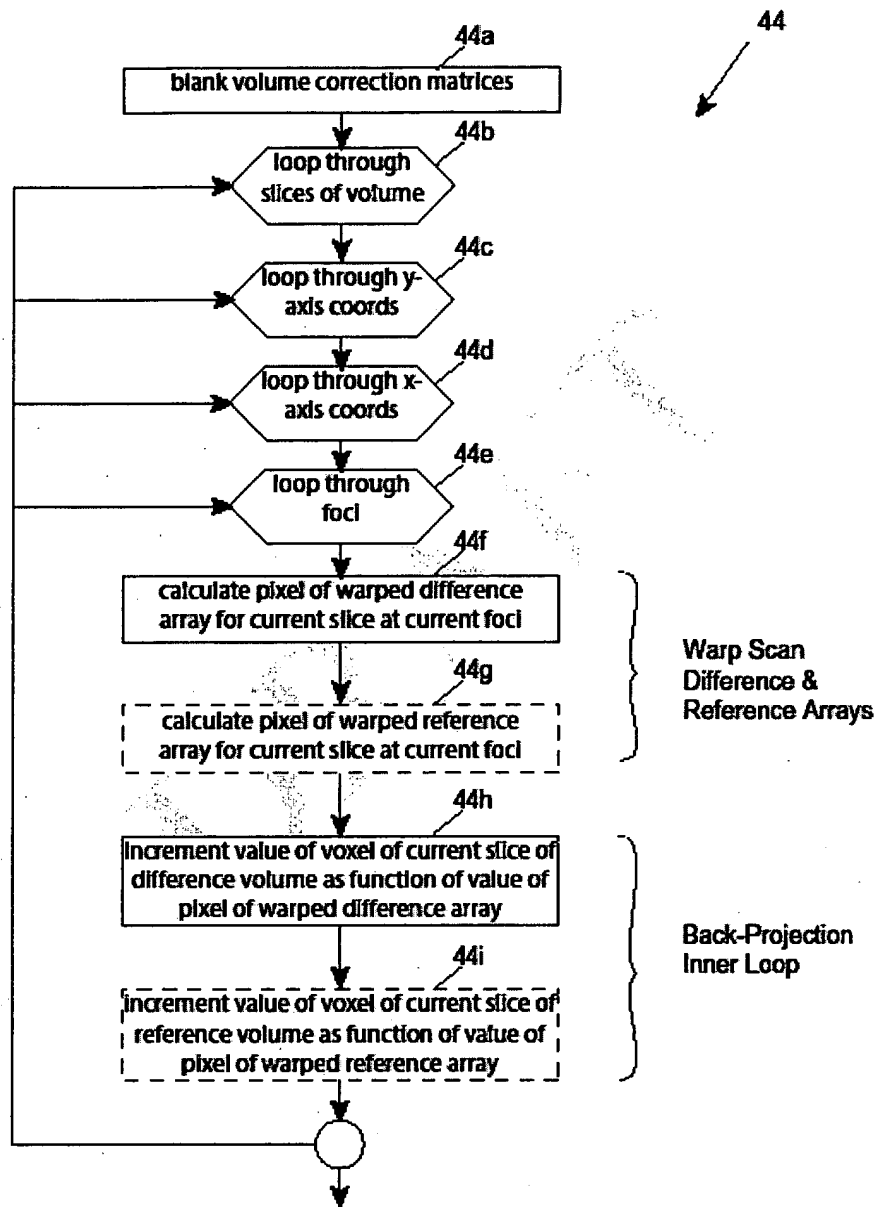 44
44a
blank volume correction matrices
44b
loop through
slices of volume
44c
loop through y-
axis coords
44d
loop through x-
axis coords
44e
loop through
foci
44f
calculate pixel of warped difference
array for current slice at current foci
Warp Scan
Difference &
Reference Arrays
44g
calculate pixel of warped reference
array for current slice at current foci
44h
increment value of voxel of current slice of
difference volume as function of value of
pixel of warped difference array
Back-Projection
Inner Loop
44i
increment value of voxel of current slice of
reference volume as function of value of
pixel of warped reference array